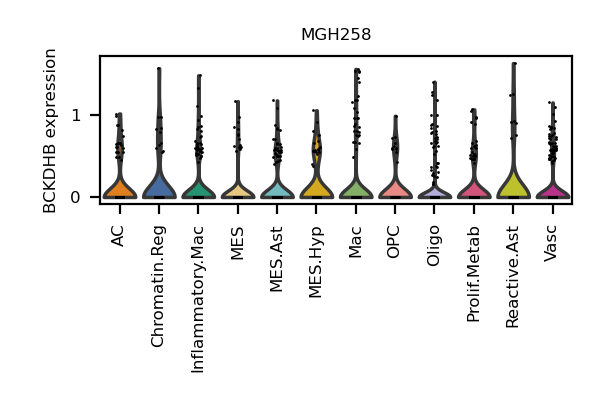 MGH258
BCKDHB expression
1
0
AC
Chromatin.Reg
Inflammatory.Mac
MES
MES.Ast
MES.Hyp
Mac
OPC
Oligo
Prolif.Metab
Reactive.Ast
Vasc